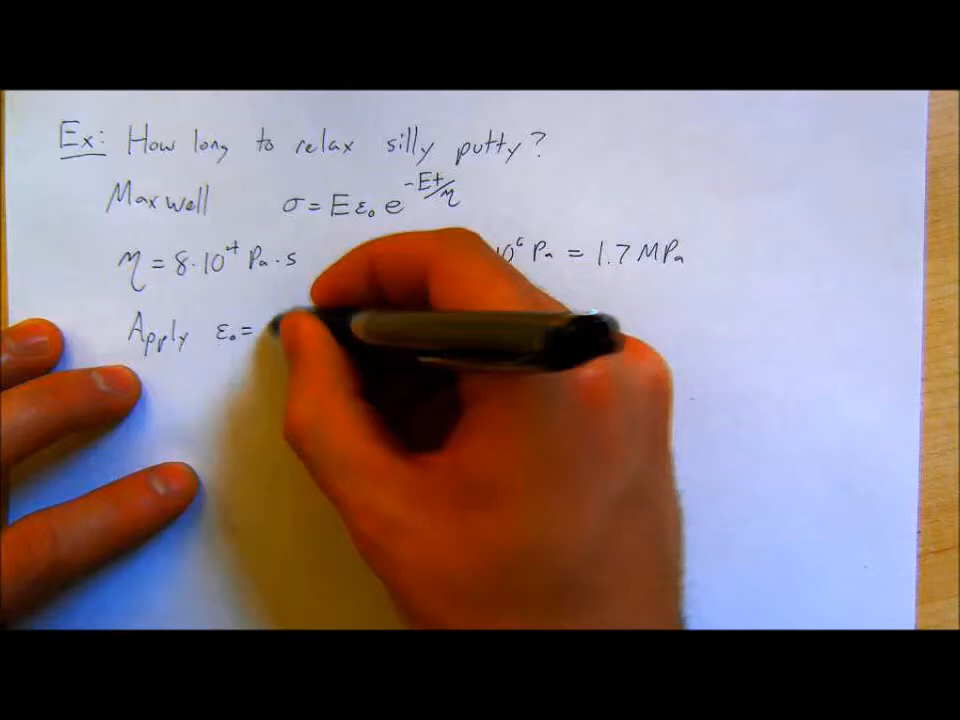 Ex: How long to relax silly putty?
Maxwell σ = E ε₀ e^(-Et/η)
η = 8·10⁴ Pa·s 10⁶ Pa = 1.7 MPa
Apply ε₀ =